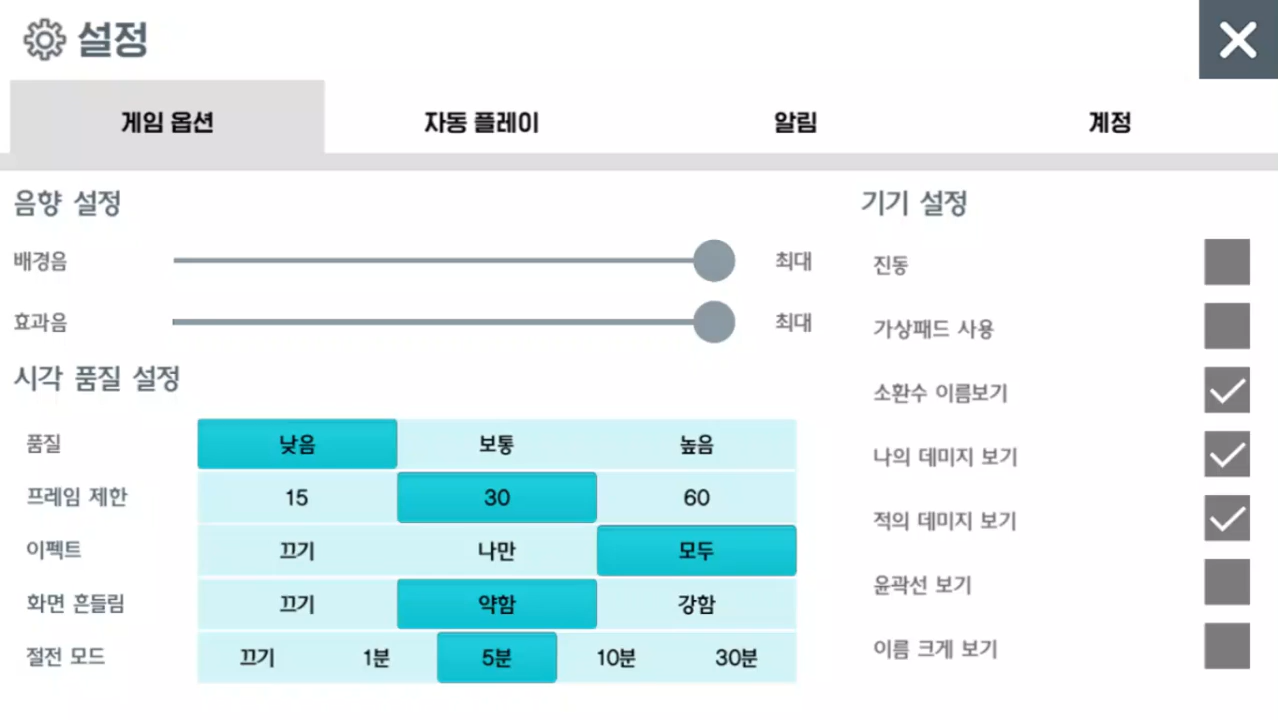 설정
게임 옵션 자동 플레이 알림 계정
음향 설정
배경음 최대
효과음 최대
시각 품질 설정
품질 낮음 보통 높음
프레임 제한 15 30 60
이펙트 끄기 나만 모두
화면 흔들림 끄기 약함 강함
절전 모드 끄기 1분 5분 10분 30분
기기 설정
진동
가상패드 사용
소환수 이름보기
나의 데미지 보기
적의 데미지 보기
윤곽선 보기
이름 크게 보기